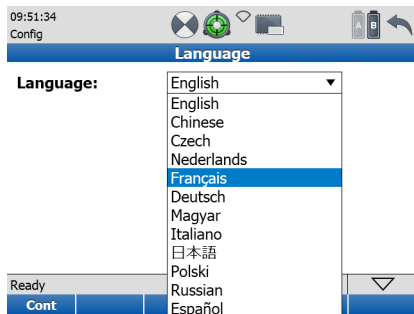 09:51:34
Config
A B
Language
Language: English
English
Chinese
Czech
Nederlands
Français
Deutsch
Magyar
Italiano
日本語
Polski
Russian
Español
Ready
Cont